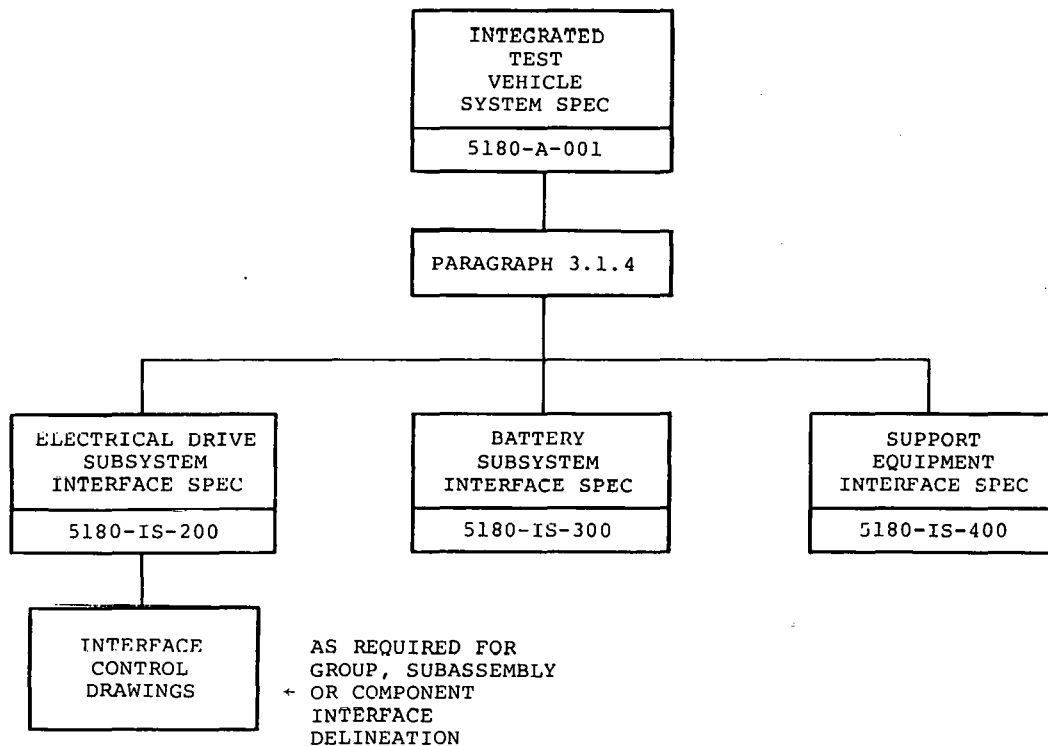 INTEGRATED
TEST
VEHICLE
SYSTEM SPEC
5180-A-001
PARAGRAPH 3.1.4
ELECTRICAL DRIVE
SUBSYSTEM
INTERFACE SPEC
5180-IS-200
BATTERY
SUBSYSTEM
INTERFACE SPEC
5180-IS-300
SUPPORT
EQUIPMENT
INTERFACE SPEC
5180-IS-400
INTERFACE
CONTROL
DRAWINGS
AS REQUIRED FOR
GROUP, SUBASSEMBLY
← OR COMPONENT
INTERFACE
DELINEATION